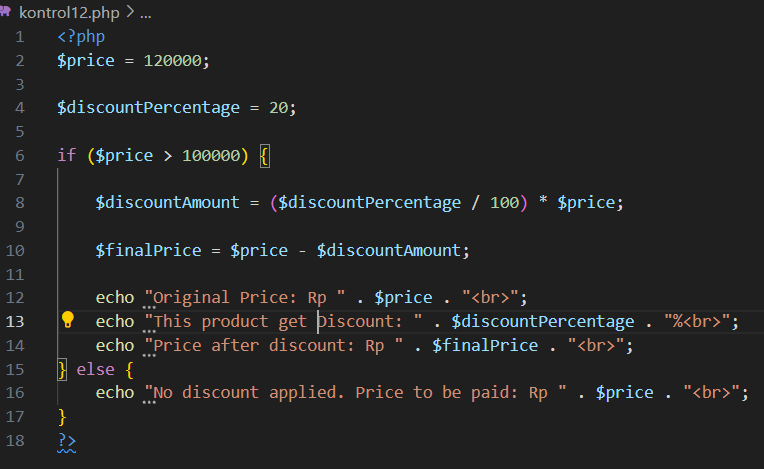 kontrol12.php > ...
1 <?php
2 $price = 120000;
3
4 $discountPercentage = 20;
5
6 if ($price > 100000) {
7
8 $discountAmount = ($discountPercentage / 100) * $price;
9
10 $finalPrice = $price - $discountAmount;
11
12 echo "Original Price: Rp " . $price . "<br>";
13 echo "This product get Discount: " . $discountPercentage . "%<br>";
14 echo "Price after discount: Rp " . $finalPrice . "<br>";
15 } else {
16 echo "No discount applied. Price to be paid: Rp " . $price . "<br>";
17 }
18 ?>